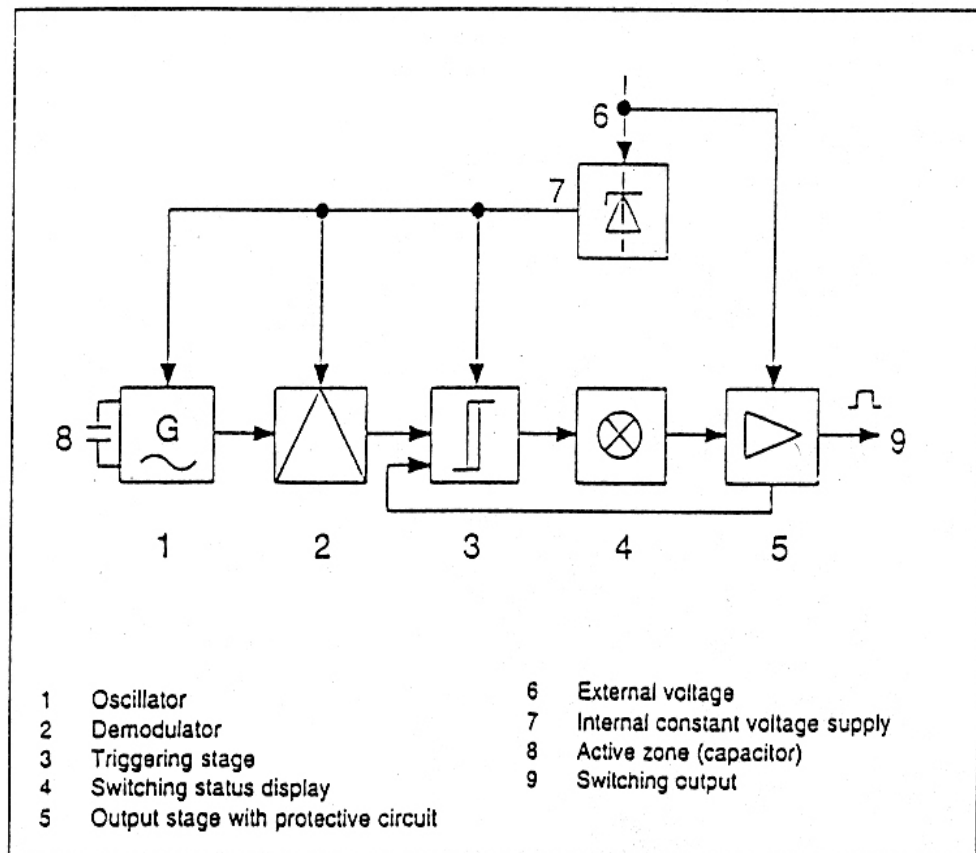 6
7
8
G
9
1
2
3
4
5
1 Oscillator
2 Demodulator
3 Triggering stage
4 Switching status display
5 Output stage with protective circuit
6 External voltage
7 Internal constant voltage supply
8 Active zone (capacitor)
9 Switching output